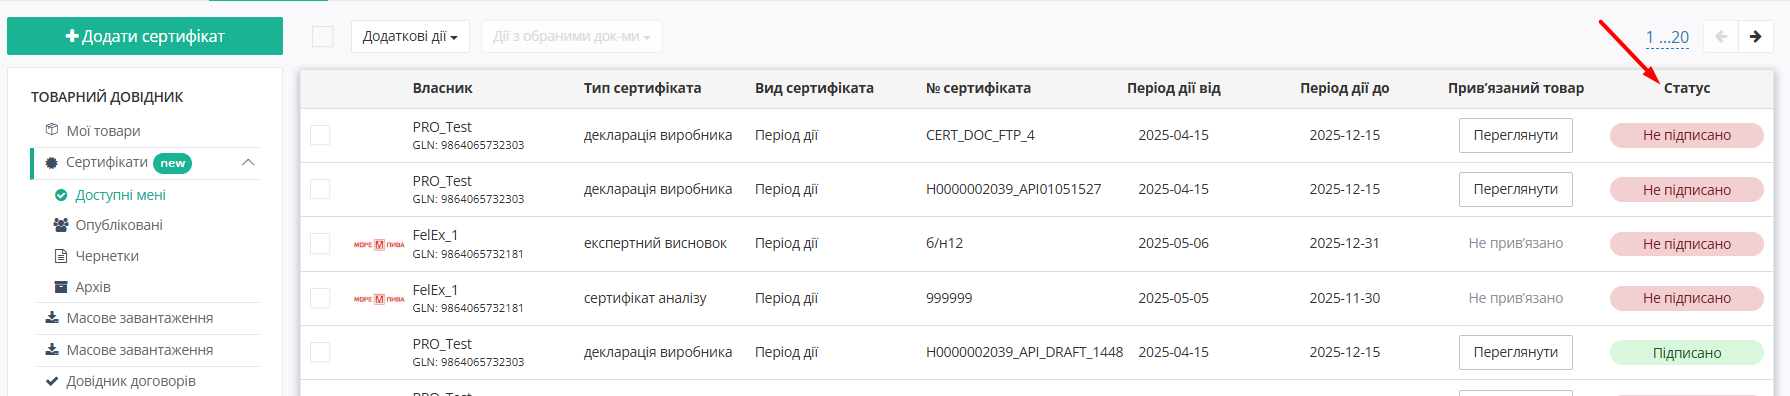 Додати сертифікат
Додаткові дії
Дії з обраними док-ми
1 ...20
ТОВАРНИЙ ДОВІДНИК
Мої товари
Сертифікати new
Доступні мені
Опубліковані
Чернетки
Архів
Масове завантаження
Масове завантаження
Довідник договорів
Власник Тип сертифіката Вид сертифіката № сертифіката Період дії від Період дії до Прив’язаний товар Статус
PRO_Test
GLN: 9864065732303
декларація виробника Період дії CERT_DOC_FTP_4 2025-04-15 2025-12-15 Переглянути Не підписано
PRO_Test
GLN: 9864065732303
декларація виробника Період дії H0000002039_API01051527 2025-04-15 2025-12-15 Переглянути Не підписано
МОРЕ М ПИВА
FelEx_1
GLN: 9864065732181
експертний висновок Період дії б/н12 2025-05-06 2025-12-31 Не прив’язано Не підписано
МОРЕ М ПИВА
FelEx_1
GLN: 9864065732181
сертифікат аналізу Період дії 999999 2025-05-05 2025-11-30 Не прив’язано Не підписано
PRO_Test
GLN: 9864065732303
декларація виробника Період дії H0000002039_API_DRAFT_1448 2025-04-15 2025-12-15 Переглянути Підписано
PRO_Test